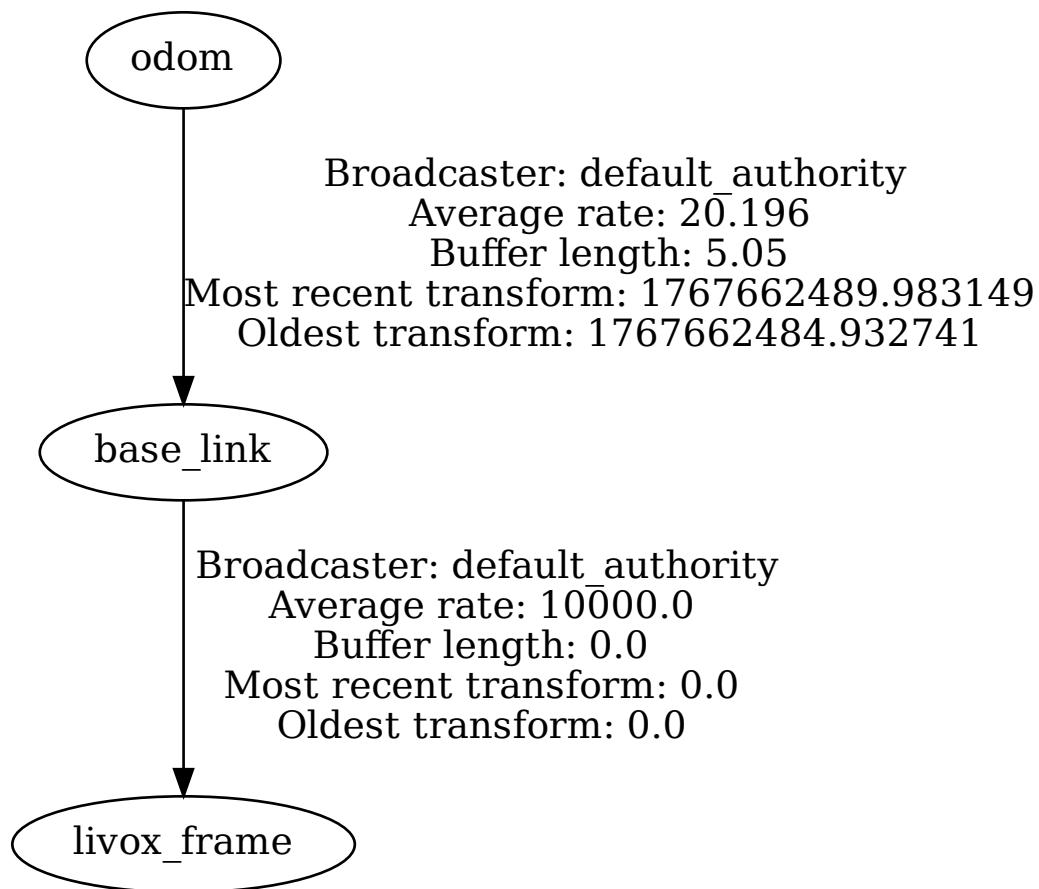 odom
Broadcaster: default_authority
Average rate: 20.196
Buffer length: 5.05
Most recent transform: 1767662489.983149
Oldest transform: 1767662484.932741
base_link
Broadcaster: default_authority
Average rate: 10000.0
Buffer length: 0.0
Most recent transform: 0.0
Oldest transform: 0.0
livox_frame